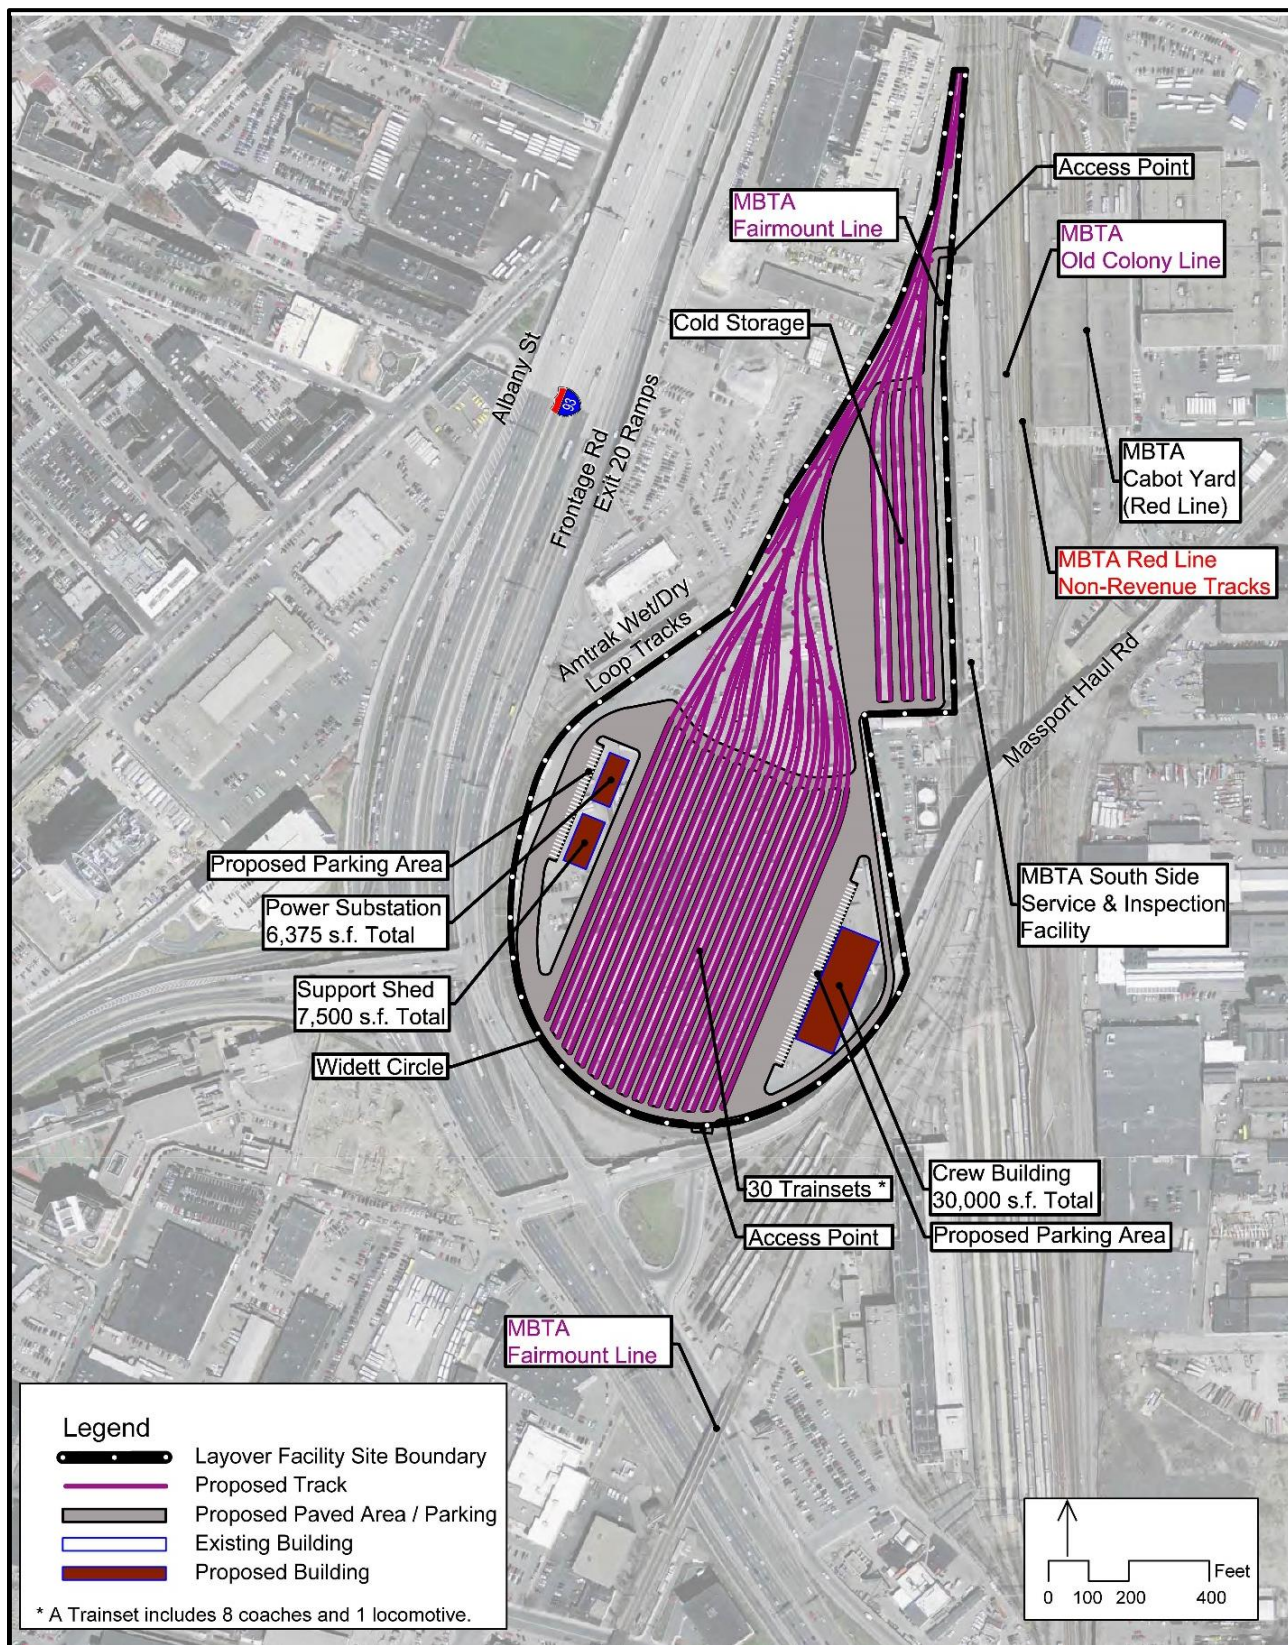 Access Point
MBTA
Fairmount Line
MBTA
Old Colony Line
Cold Storage
Albany St
93
Frontage Rd
Exit 20 Ramps
MBTA
Cabot Yard
(Red Line)
MBTA Red Line
Non-Revenue Tracks
Amtrak Wet/Dry
Loop Tracks
Massport Haul Rd
Proposed Parking Area
Power Substation
6,375 s.f. Total
MBTA South Side
Service & Inspection
Facility
Support Shed
7,500 s.f. Total
Widett Circle
30 Trainsets *
Crew Building
30,000 s.f. Total
Access Point
Proposed Parking Area
MBTA
Fairmount Line
Legend
Layover Facility Site Boundary
Proposed Track
Proposed Paved Area / Parking
Existing Building
Proposed Building
* A Trainset includes 8 coaches and 1 locomotive.
Feet
0 100 200 400